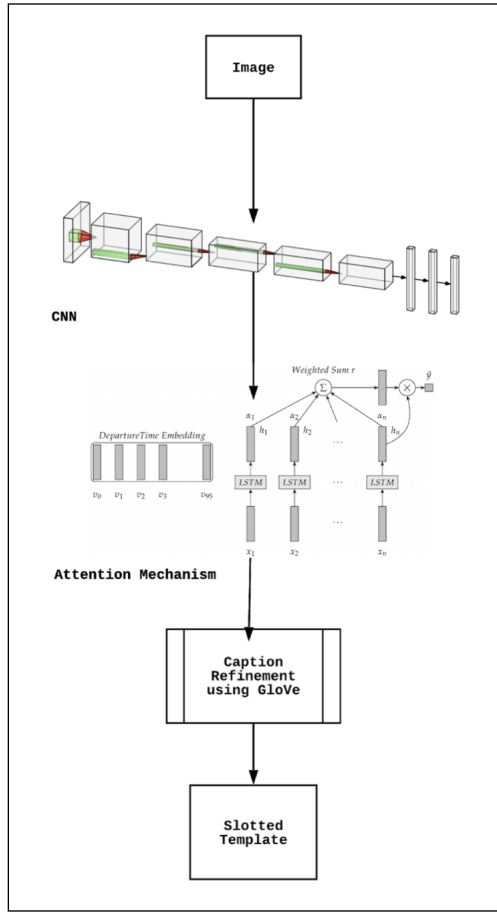 Image
CNN
Weighted Sum r
ŷ
Σ
×
α₁ α₂ αₙ
DepartureTime Embedding
h₁ h₂ ... hₙ
LSTM LSTM ... LSTM
v₀ v₁ v₂ v₃ v₉₅
x₁ x₂ ... xₙ
Attention Mechanism
Caption
Refinement
using GloVe
Slotted
Template